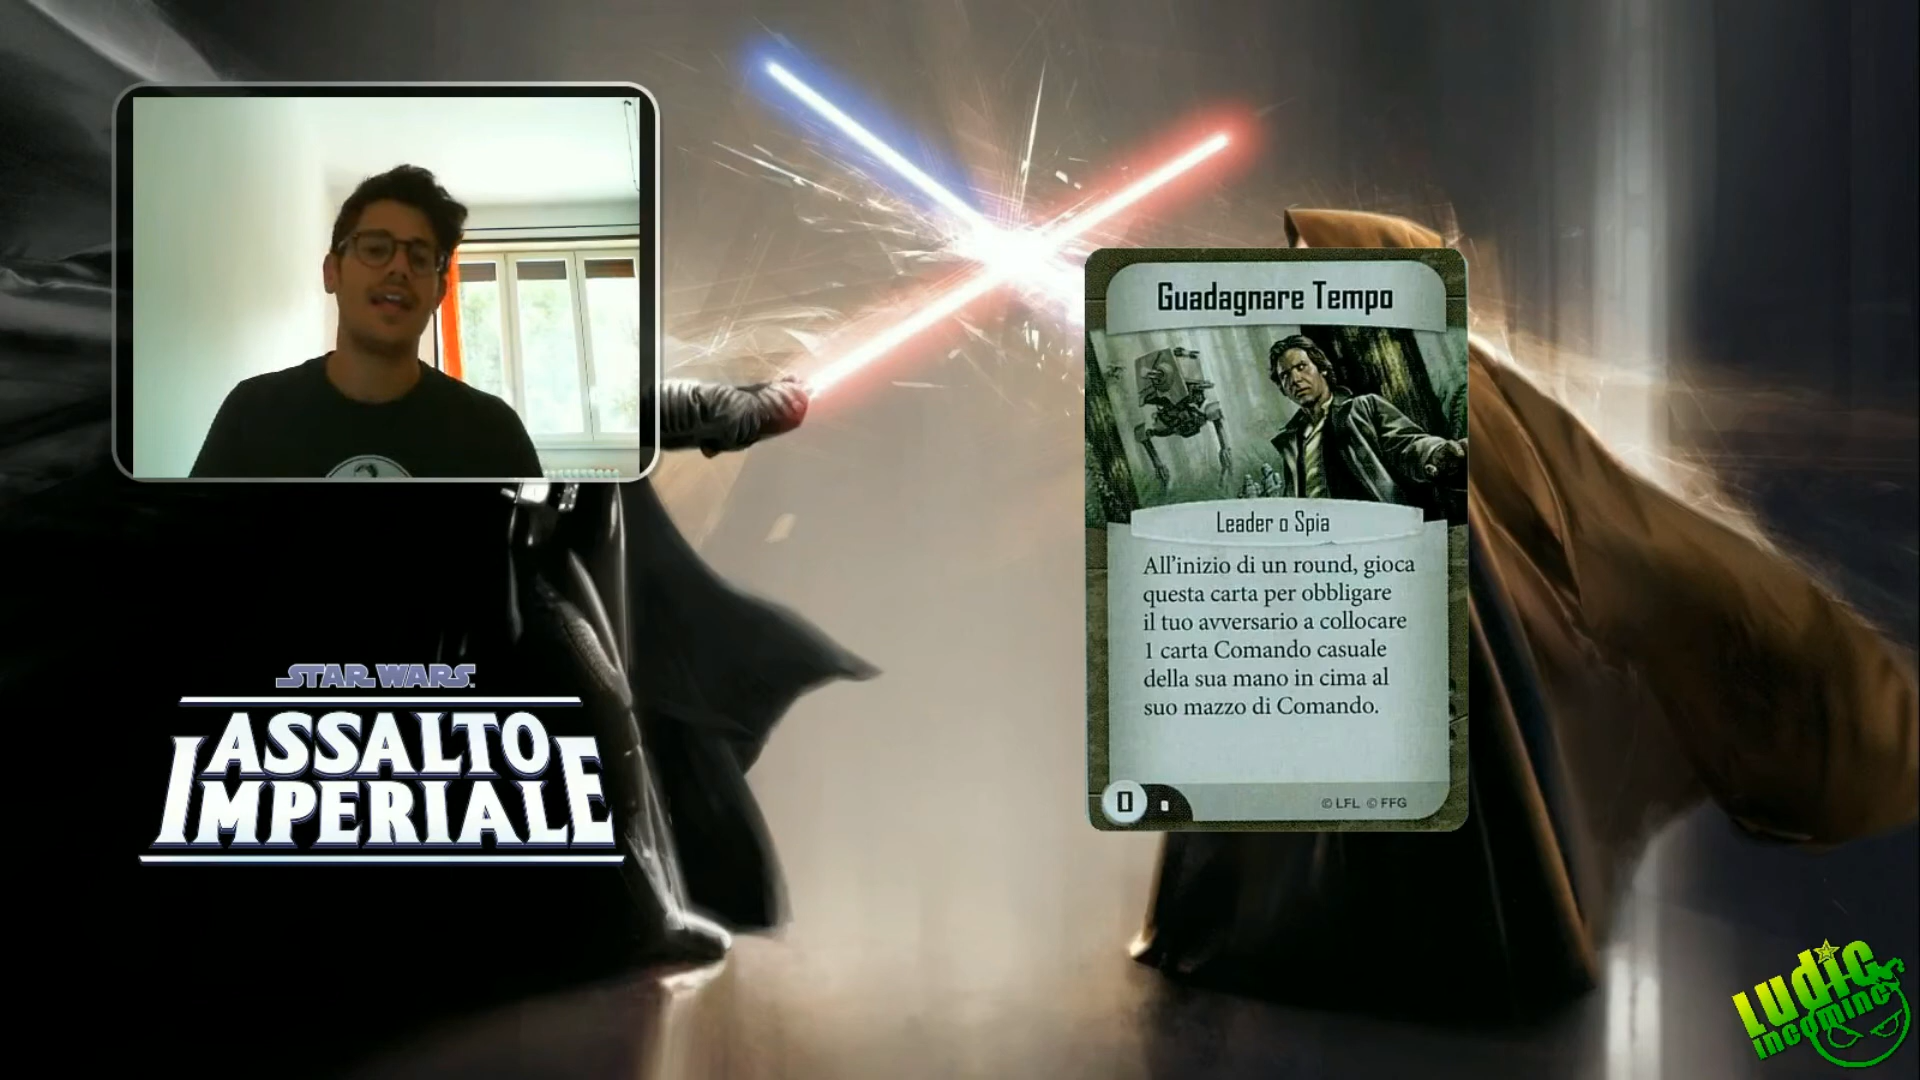 Guadagnare Tempo
Leader o Spia
All'inizio di un round, gioca
questa carta per obbligare
il tuo avversario a collocare
1 carta Comando casuale
della sua mano in cima al
suo mazzo di Comando.
0
© LFL © FFG
STAR WARS
ASSALTO
IMPERIALE
Ludic
Incoming